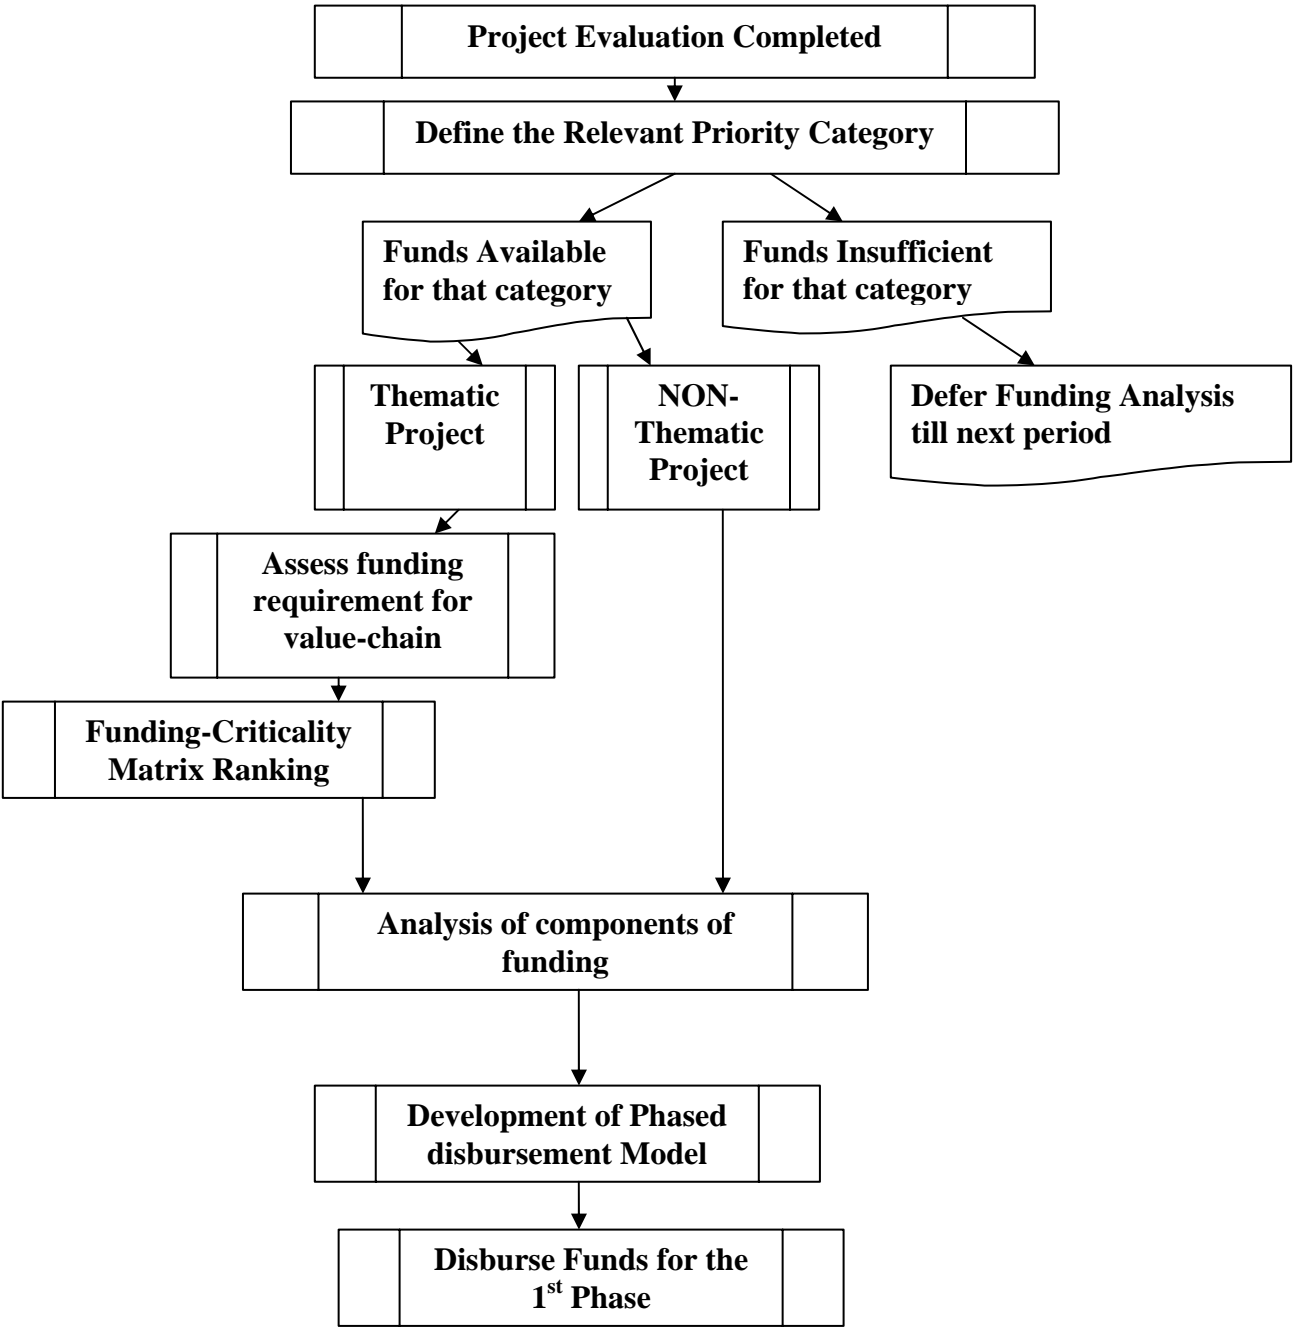 Project Evaluation Completed
Define the Relevant Priority Category
Funds Available
for that category
Funds Insufficient
for that category
Thematic
Project
NON-
Thematic
Project
Defer Funding Analysis
till next period
Assess funding
requirement for
value-chain
Funding-Criticality
Matrix Ranking
Analysis of components of
funding
Development of Phased
disbursement Model
Disburse Funds for the
1st Phase